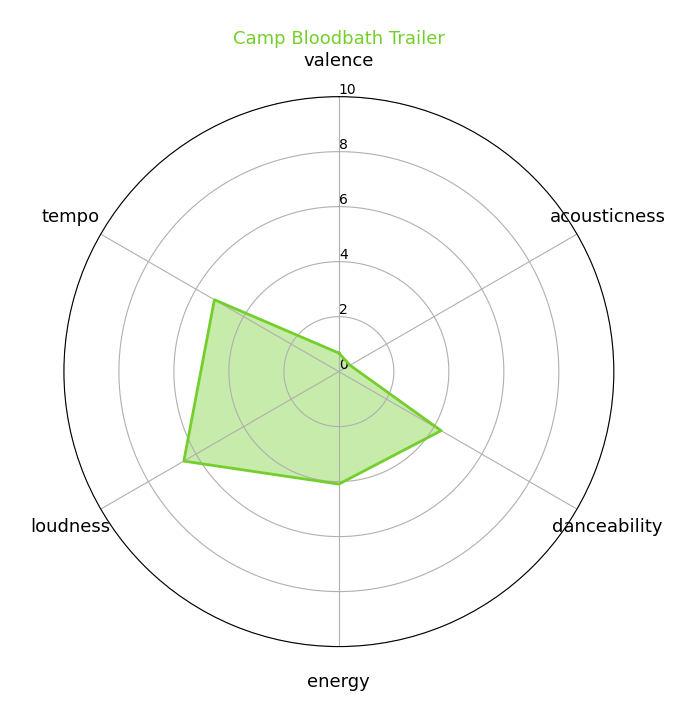 Camp Bloodbath Trailer
valence
10
8
tempo
6
acousticness
4
2
0
loudness
danceability
energy